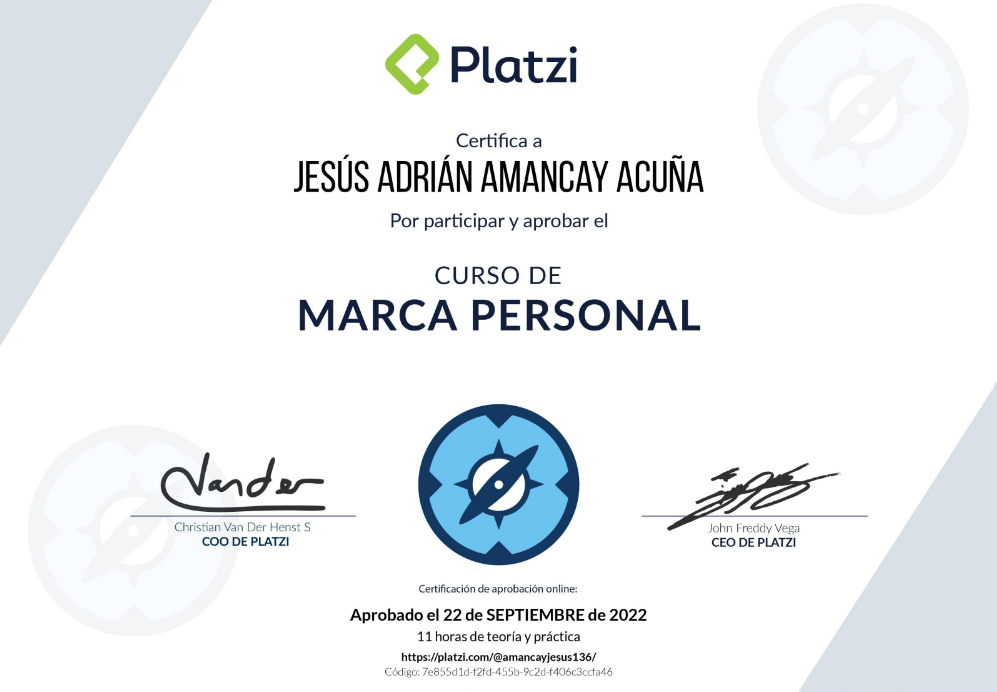 Platzi
Certifica a
JESÚS ADRIÁN AMANCAY ACUÑA
Por participar y aprobar el
CURSO DE
MARCA PERSONAL
Vander
Christian Van Der Henst S
COO DE PLATZI
John Freddy Vega
CEO DE PLATZI
Certificación de aprobación online:
Aprobado el 22 de SEPTIEMBRE de 2022
11 horas de teoría y práctica
https://platzi.com/@amancayjesus136/
Código: 7e855d1d-f2fd-455b-9c2d-f406c3ccfa46